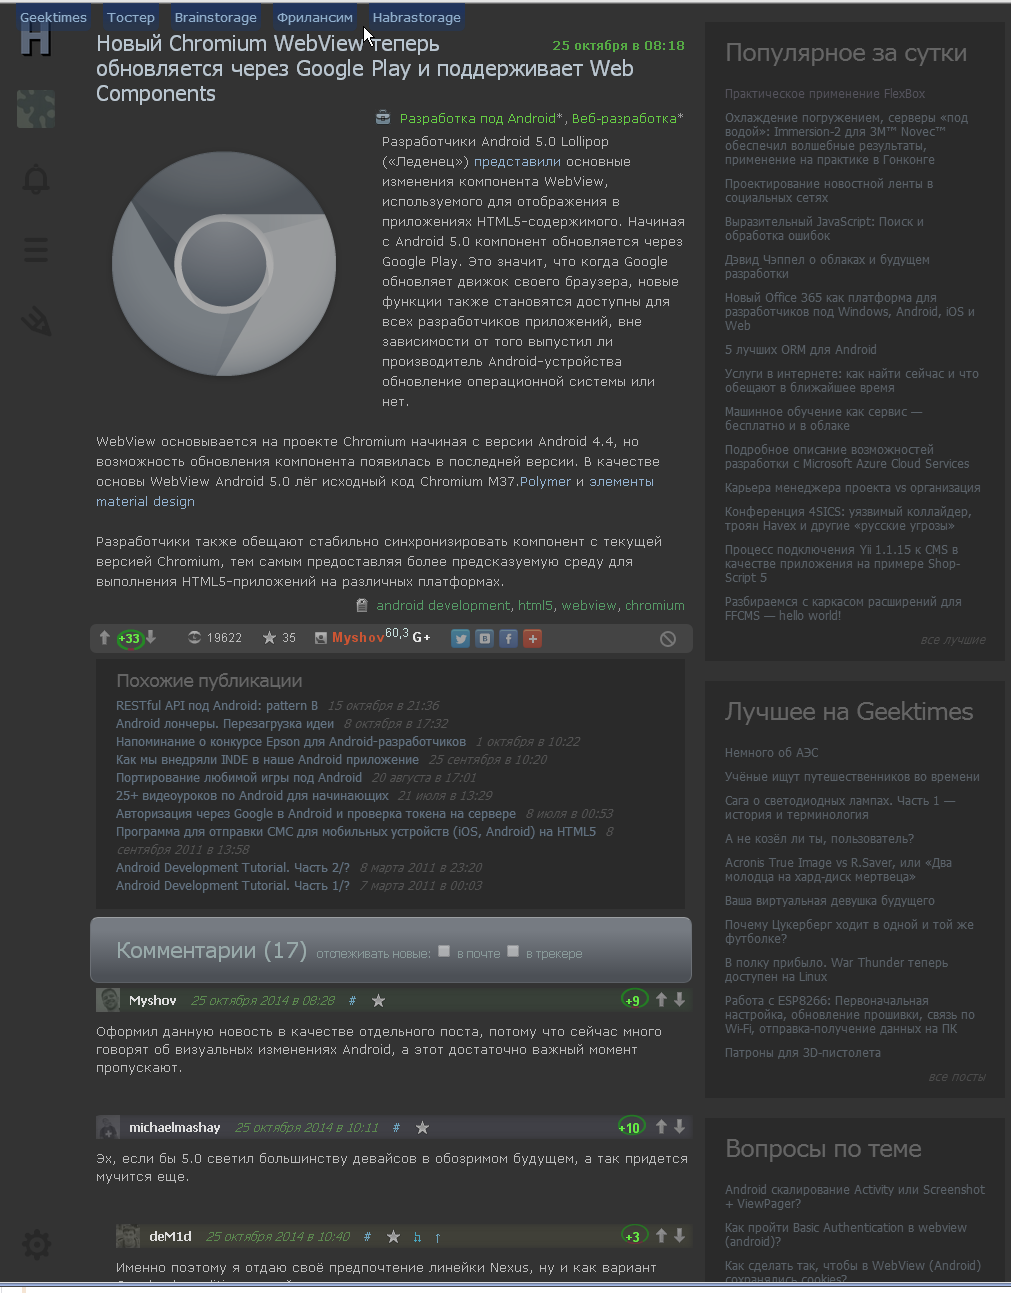 Geektimes Тостер Brainstorage Фрилансим Habrastorage
H
Новый Chromium WebView теперь
обновляется через Google Play и поддерживает Web
Components
25 октября в 08:18
Разработка под Android*, Веб-разработка*
Разработчики Android 5.0 Lollipop
(«Леденец») представили основные
изменения компонента WebView,
используемого для отображения в
приложениях HTML5-содержимого. Начиная
с Android 5.0 компонент обновляется через
Google Play. Это значит, что когда Google
обновляет движок своего браузера, новые
функции также становятся доступны для
всех разработчиков приложений, вне
зависимости от того выпустил ли
производитель Android-устройства
обновление операционной системы или
нет.
WebView основывается на проекте Chromium начиная с версии Android 4.4, но
возможность обновления компонента появилась в последней версии. В качестве
основы WebView Android 5.0 лёг исходный код Chromium M37.Polymer и элементы
material design
Разработчики также обещают стабильно синхронизировать компонент с текущей
версией Chromium, тем самым предоставляя более предсказуемую среду для
выполнения HTML5-приложений на различных платформах.
android development, html5, webview, chromium
+33 19622 35 Myshov 60,3 G+
Похожие публикации
RESTful API под Android: pattern B 15 октября в 21:36
Android лончеры. Перезагрузка идеи 8 октября в 17:32
Напоминание о конкурсе Epson для Android-разработчиков 1 октября в 10:22
Как мы внедряли INDE в наше Android приложение 25 сентября в 10:20
Портирование любимой игры под Android 20 августа в 17:01
25+ видеоуроков по Android для начинающих 21 июля в 13:29
Авторизация через Google в Android и проверка токена на сервере 8 июля в 00:53
Программа для отправки СМС для мобильных устройств (iOS, Android) на HTML5 8
сентября 2011 в 13:58
Android Development Tutorial. Часть 2/? 8 марта 2011 в 23:20
Android Development Tutorial. Часть 1/? 7 марта 2011 в 00:03
Комментарии (17) отслеживать новые: в почте в трекере
Myshov 25 октября 2014 в 08:28 # +9
Оформил данную новость в качестве отдельного поста, потому что сейчас много
говорят об визуальных изменениях Android, а этот достаточно важный момент
пропускают.
michaelmashay 25 октября 2014 в 10:11 # +10
Эх, если бы 5.0 светил большинству девайсов в обозримом будущем, а так придется
мучится еще.
deM1d 25 октября 2014 в 10:40 # ↑ +3
Именно поэтому я отдаю своё предпочтение линейки Nexus, ну и как вариант
Популярное за сутки
Практическое применение FlexBox
Охлаждение погружением, серверы «под
водой»: Immersion-2 для 3M™ Novec™
обеспечил волшебные результаты,
применение на практике в Гонконге
Проектирование новостной ленты в
социальных сетях
Выразительный JavaScript: Поиск и
обработка ошибок
Дэвид Чэппел о облаках и будущем
разработки
Новый Office 365 как платформа для
разработчиков под Windows, Android, iOS и
Web
5 лучших ORM для Android
Услуги в интернете: как найти сейчас и что
обещают в ближайшее время
Машинное обучение как сервис —
бесплатно и в облаке
Подробное описание возможностей
разработки с Microsoft Azure Cloud Services
Карьера менеджера проекта vs организация
Конференция 4SICS: уязвимый коллайдер,
троян Havex и другие «русские угрозы»
Процесс подключения Yii 1.1.15 к CMS в
качестве приложения на примере Shop-
Script 5
Разбираемся с каркасом расширений для
FFCMS — hello world!
все лучшие
Лучшее на Geektimes
Немного об АЭС
Учёные ищут путешественников во времени
Сага о светодиодных лампах. Часть 1 —
история и терминология
А не козёл ли ты, пользователь?
Acronis True Image vs R.Saver, или «Два
молодца на хард-диск мертвеца»
Ваша виртуальная девушка будущего
Почему Цукерберг ходит в одной и той же
футболке?
В полку прибыло. War Thunder теперь
доступен на Linux
Работа с ESP8266: Первоначальная
настройка, обновление прошивки, связь по
Wi-Fi, отправка-получение данных на ПК
Патроны для 3D-пистолета
все посты
Вопросы по теме
Android скалирование Activity или Screenshot
+ ViewPager?
Как пройти Basic Authentication в webview
(android)?
Как сделать так, чтобы в WebView (Android)
сохранялись cookies?